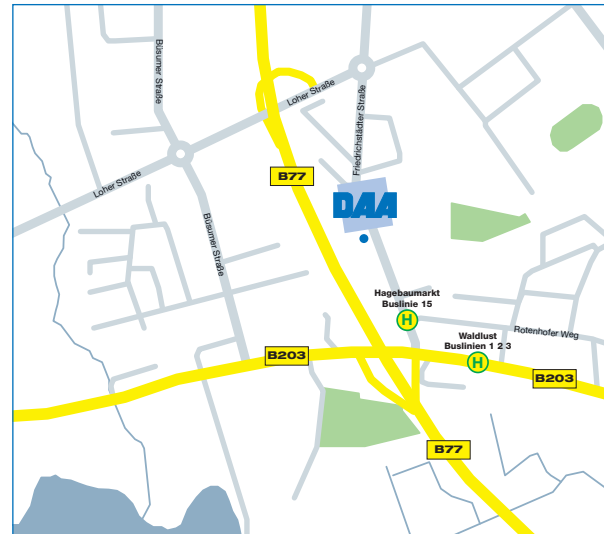 Büsumer Straße
Loher Straße
Friedrichstädter Straße
Loher Straße
B77
DAA
Büsumer Straße
Hagebaumarkt
Buslinie 15
H
Rotenhofer Weg
Waldlust
Buslinien 1 2 3
H
B203
B203
B77